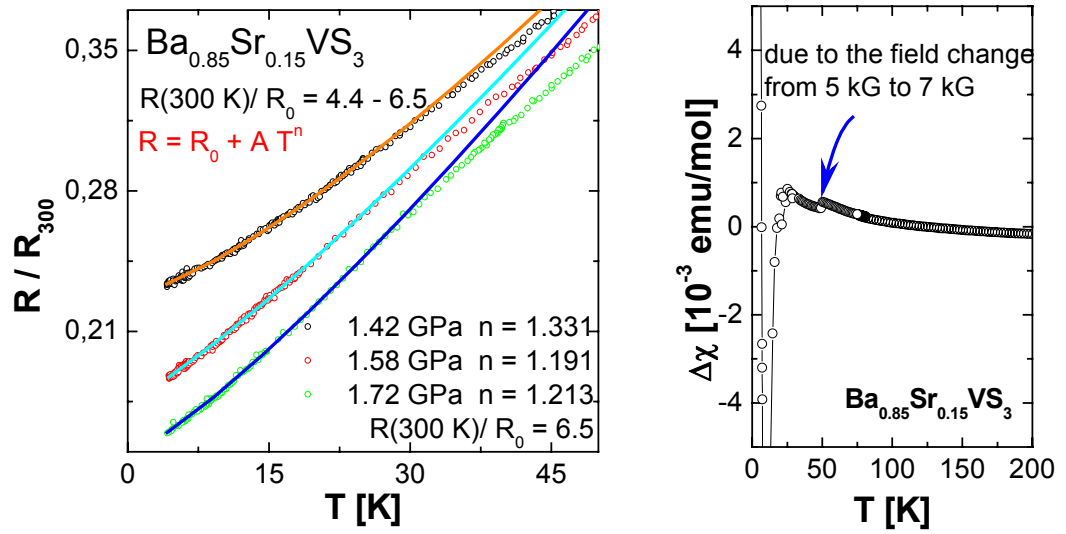 Ba0.85Sr0.15VS3
R(300 K)/ R0 = 4.4 - 6.5
R = R0 + A T^n
0,35
0,28
0,21
R / R300
1.42 GPa n = 1.331
1.58 GPa n = 1.191
1.72 GPa n = 1.213
R(300 K)/ R0 = 6.5
0 15 30 45
T [K]
due to the field change
from 5 kG to 7 kG
4
2
0
-2
-4
Δχ [10^-3 emu/mol]
Ba0.85Sr0.15VS3
0 50 100 150 200
T [K]